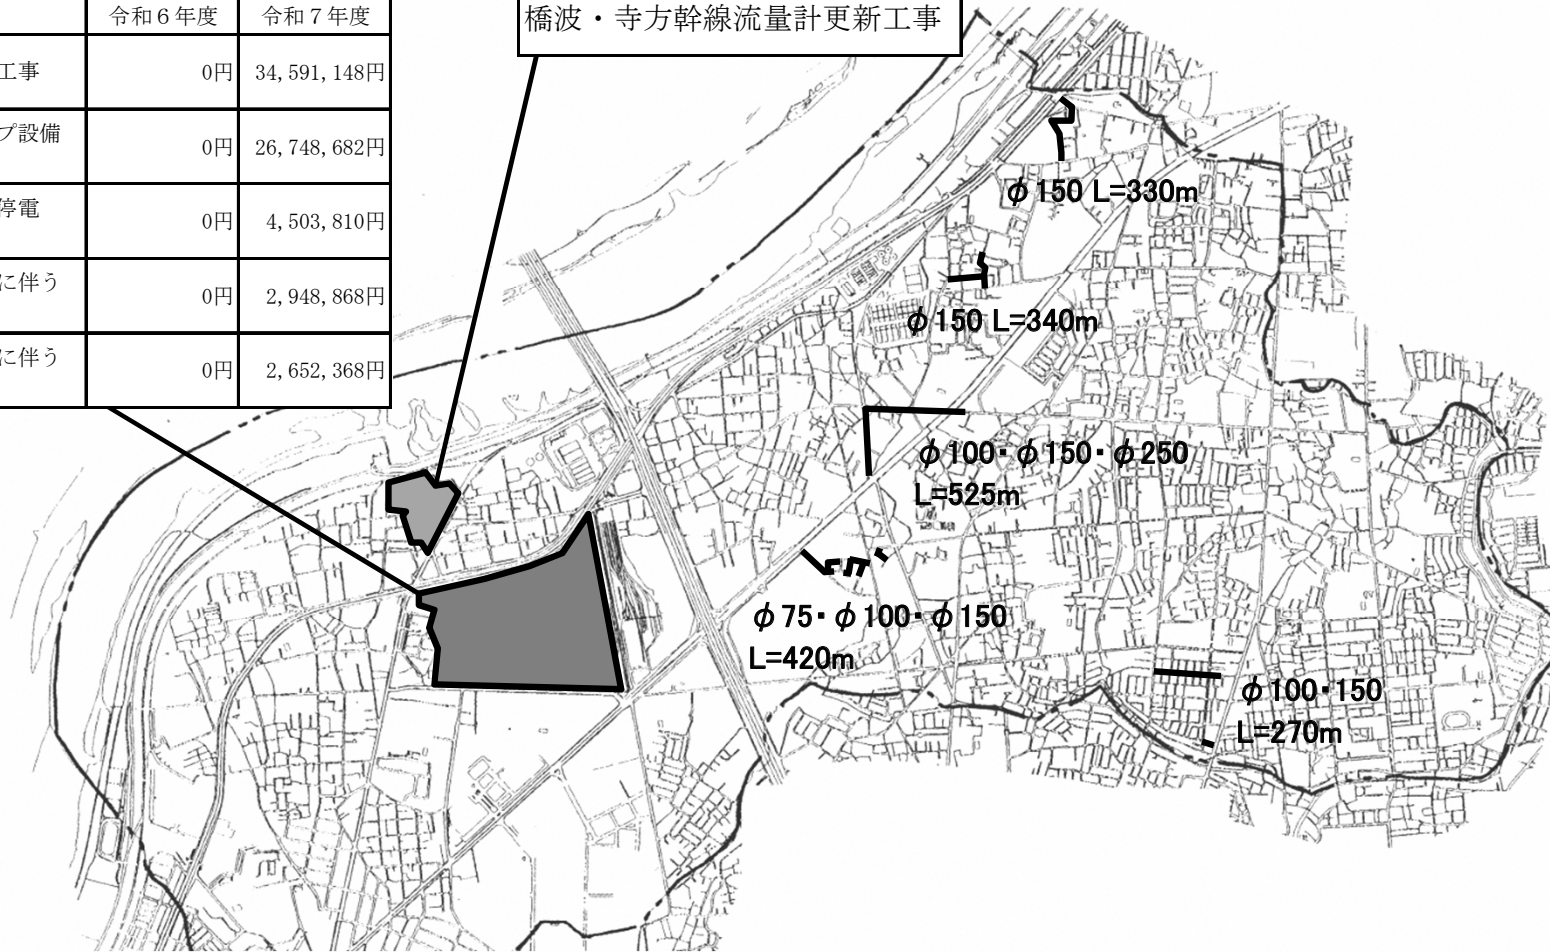 令和６年度 令和７年度
工事 0円 34,591,148円
プ設備 0円 26,748,682円
停電 0円 4,503,810円
に伴う 0円 2,948,868円
に伴う 0円 2,652,368円
橋波・寺方幹線流量計更新工事
φ150 L=330m
φ150 L=340m
φ100・φ150・φ250
L=525m
φ75・φ100・φ150
L=420m
φ100・150
L=270m